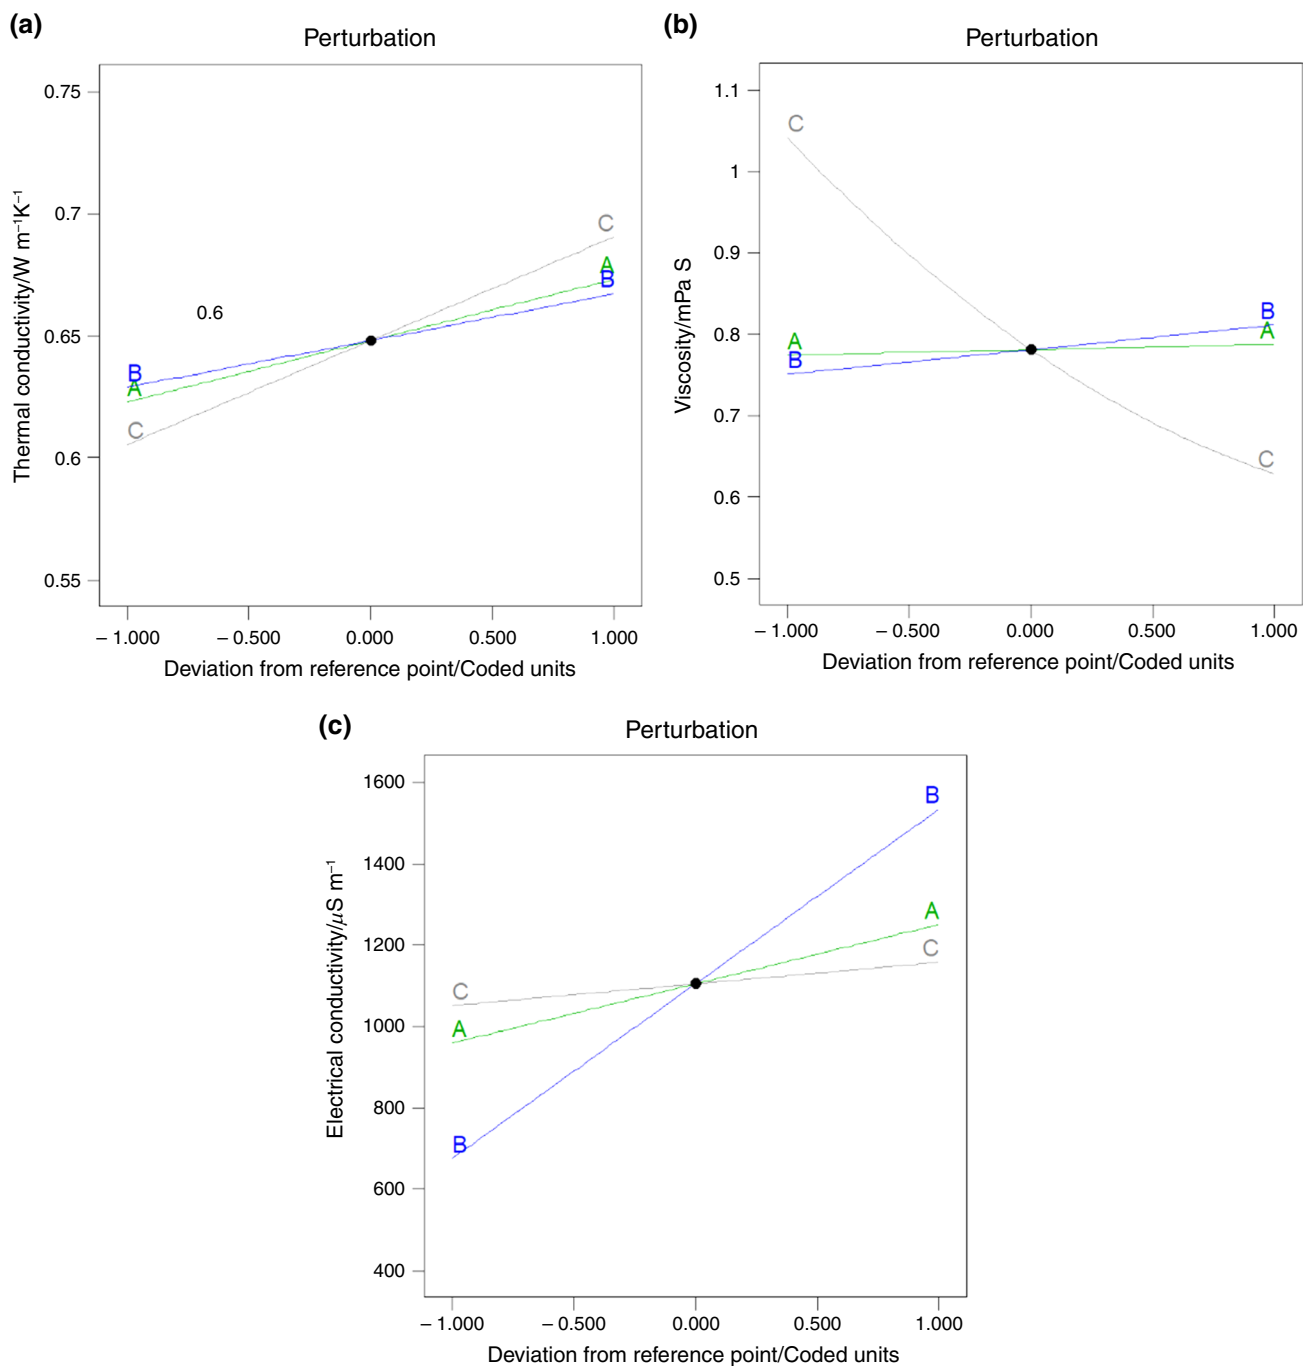 (a)
Perturbation
Thermal conductivity/W m⁻¹K⁻¹
0.75
0.7
0.65
0.6
0.55
0.6
B
A
C
C
A
B
– 1.000 – 0.500 0.000 0.500 1.000
Deviation from reference point/Coded units
(b)
Perturbation
Viscosity/mPa S
1.1
1
0.9
0.8
0.7
0.6
0.5
C
A
B
B
A
C
– 1.000 – 0.500 0.000 0.500 1.000
Deviation from reference point/Coded units
(c)
Perturbation
Electrical conductivity/μS m⁻¹
1600
1400
1200
1000
800
600
400
C
A
B
B
A
C
– 1.000 – 0.500 0.000 0.500 1.000
Deviation from reference point/Coded units